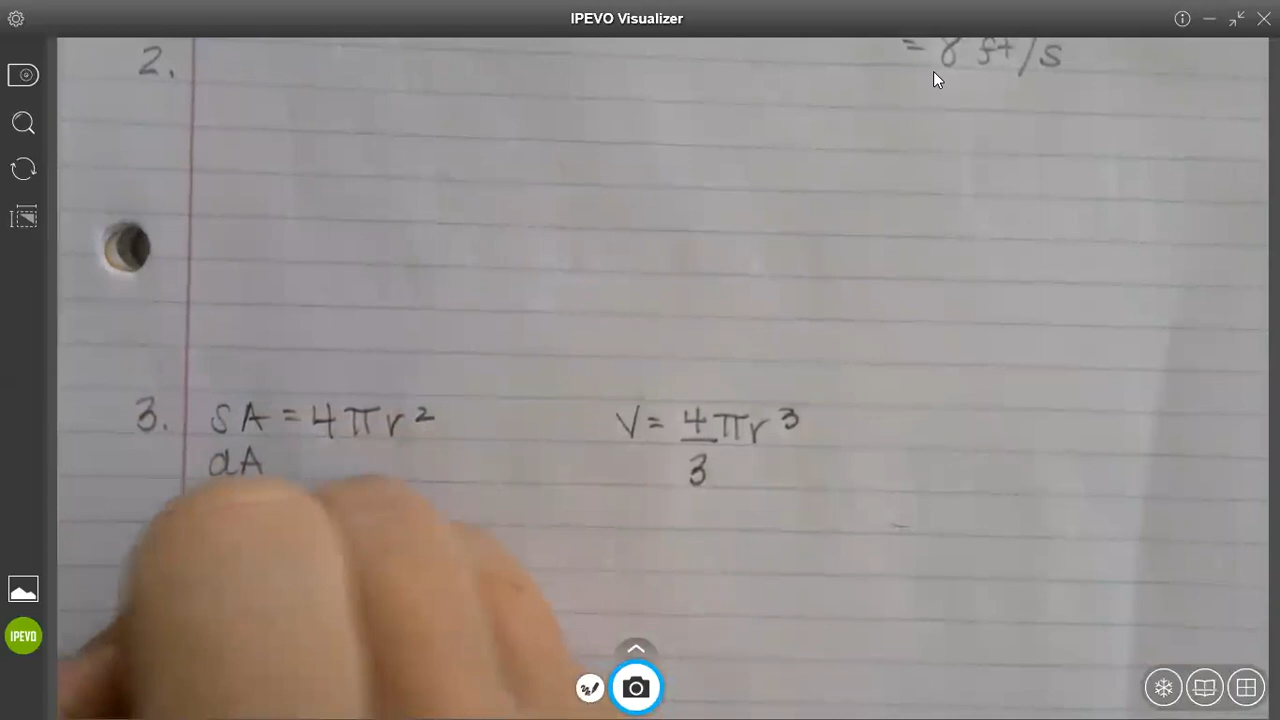 IPEVO Visualizer
= 8 ft/s
2.
3. SA = 4πr² V = 4/3 πr³
dA
IPEVO